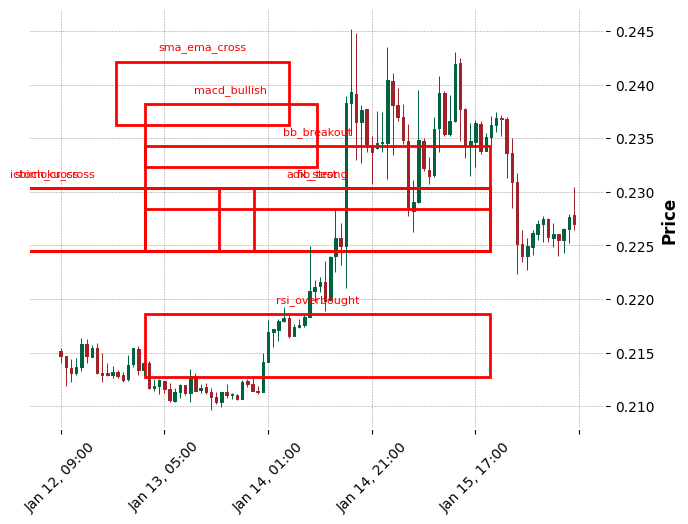 sma_ema_cross
macd_bullish
bb_breakout
rsi_overbought
0.245
0.240
0.235
0.230
0.225
0.220
0.215
0.210
Price
Jan 12, 09:00
Jan 13, 05:00
Jan 14, 01:00
Jan 14, 21:00
Jan 15, 17:00